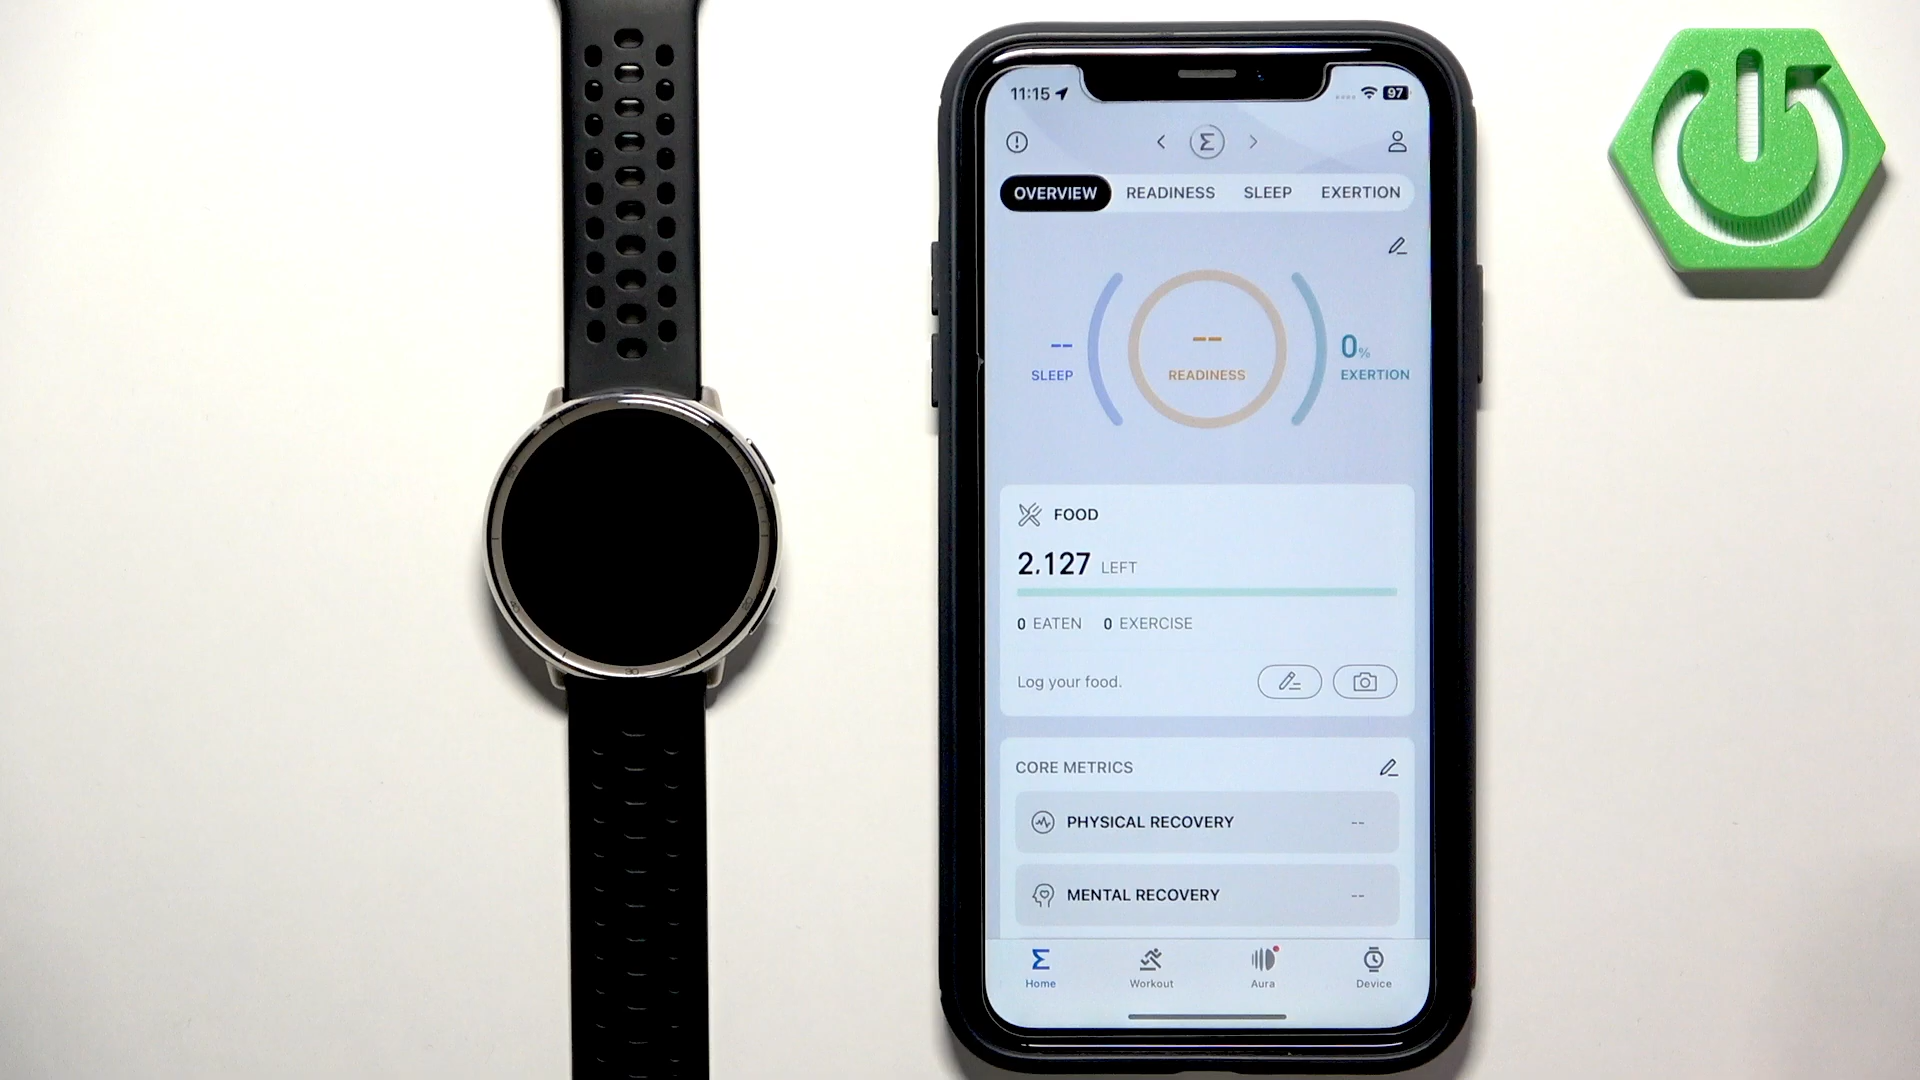 11:15
97
OVERVIEW READINESS SLEEP EXERTION
--
SLEEP
--
READINESS
0%
EXERTION
FOOD
2.127 LEFT
0 EATEN 0 EXERCISE
Log your food.
CORE METRICS
PHYSICAL RECOVERY --
MENTAL RECOVERY --
Home Workout Aura Device
30